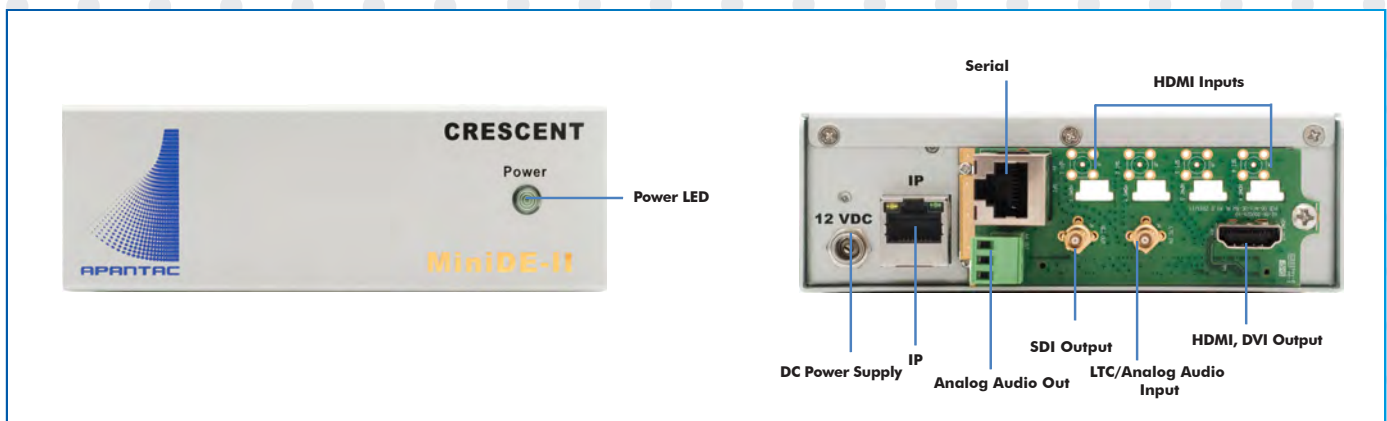 CRESCENT
Power
Power LED
MiniDE-II
APANTAC
Serial
HDMI Inputs
IP
12 VDC
SDI Output
HDMI, DVI Output
DC Power Supply
IP
Analog Audio Out
LTC/Analog Audio
Input